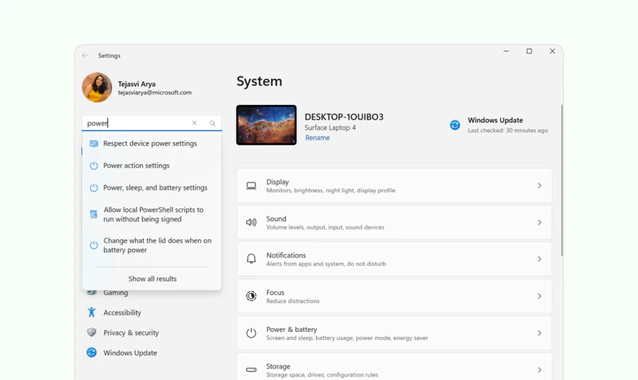 Settings
Tejasvi Arya
tejasviarya@microsoft.com
power
Respect device power settings
Power action settings
Power, sleep, and battery settings
Allow local PowerShell scripts to
run without being signed
Change what the lid does when on
battery power
Show all results
Gaming
Accessibility
Privacy & security
Windows Update
System
DESKTOP-1OUIBO3
Surface Laptop 4
Rename
Windows Update
Last checked: 30 minutes ago
Display
Monitors, brightness, night light, display profile
Sound
Volume levels, output, input, sound devices
Notifications
Alerts from apps and system, do not disturb
Focus
Reduce distractions
Power & battery
Screen and sleep, battery usage, power mode, energy saver
Storage
Storage space, drives, configuration rules